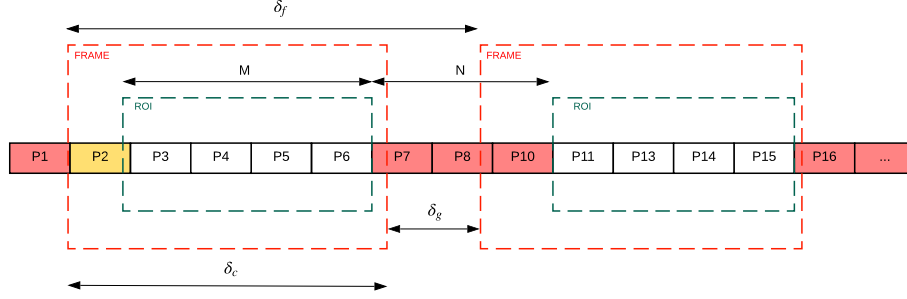 δf
FRAME
FRAME
M
N
ROI
ROI
P1 P2 P3 P4 P5 P6 P7 P8 P10 P11 P13 P14 P15 P16 ...
δg
δc